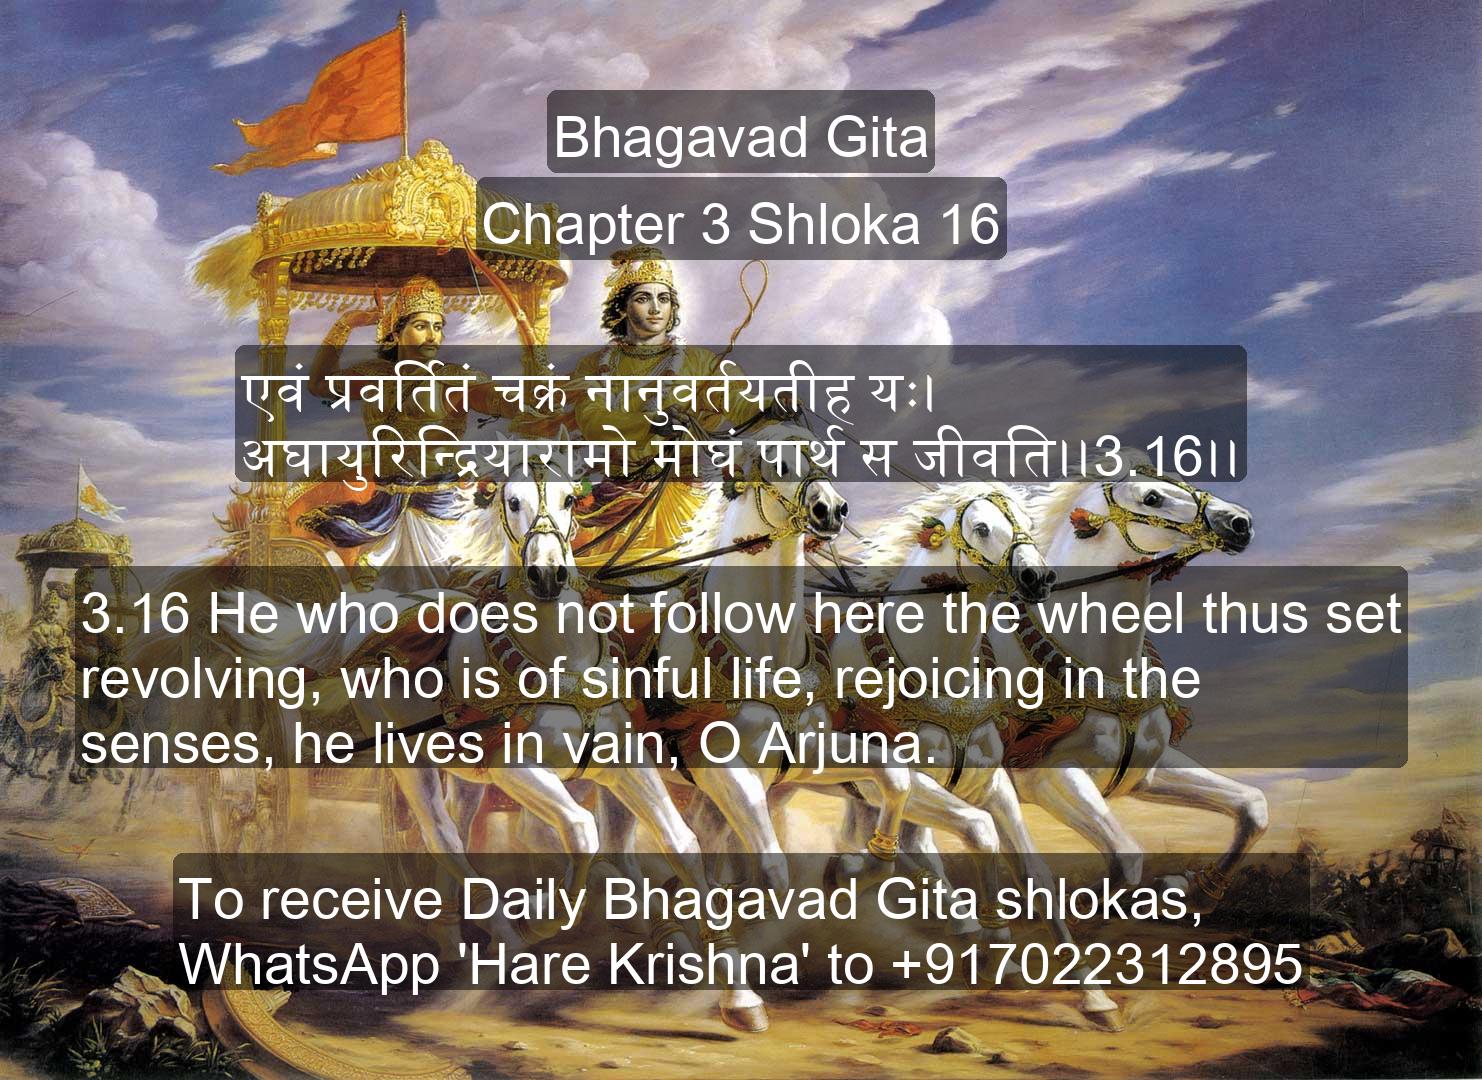 Bhagavad Gita
Chapter 3 Shloka 16
एवं प्रवर्तितं चक्रं नानुवर्तयतीह यः।
अघायुरिन्द्रियारामो मोघं पार्थ स जीवति।।3.16।।
3.16 He who does not follow here the wheel thus set
revolving, who is of sinful life, rejoicing in the
senses, he lives in vain, O Arjuna.
To receive Daily Bhagavad Gita shlokas,
WhatsApp 'Hare Krishna' to +917022312895